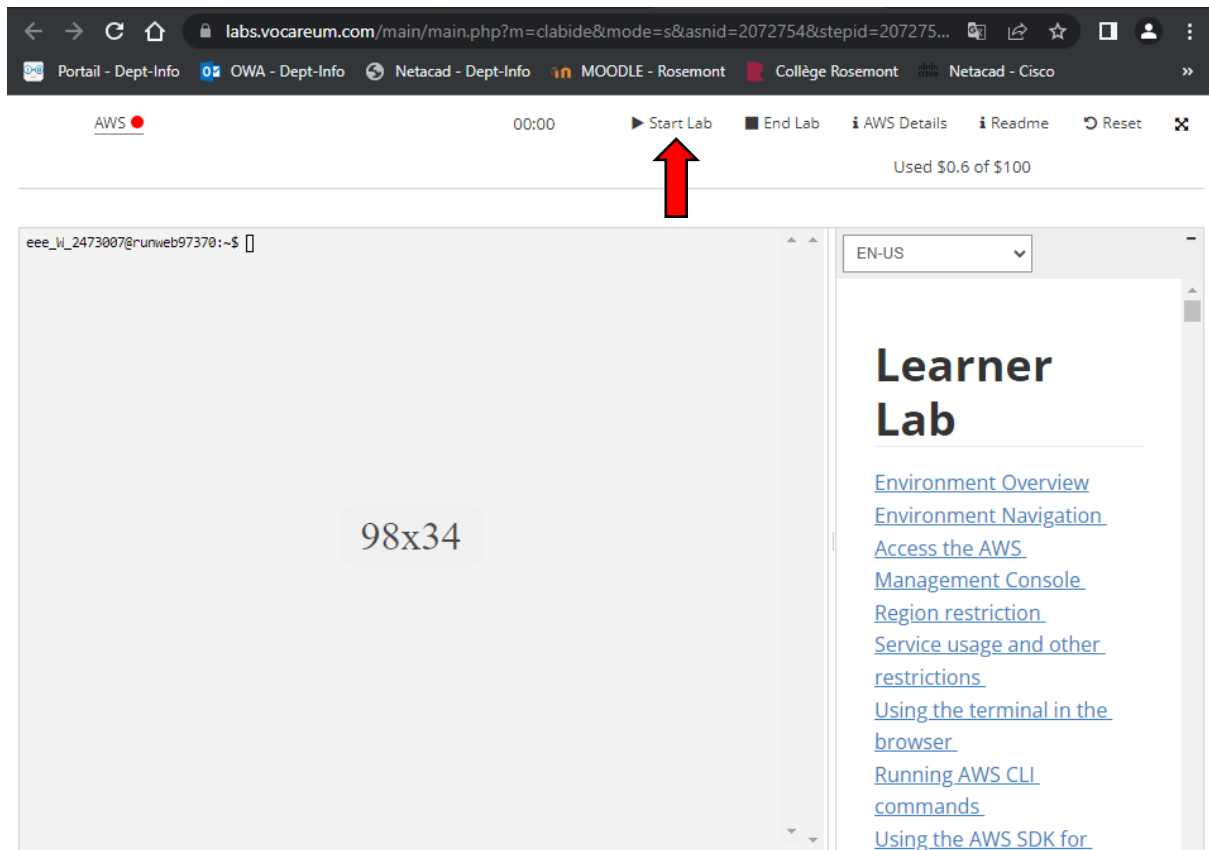 labs.vocareum.com/main/main.php?m=clabide&mode=s&asnid=2072754&stepid=207275...
Portail - Dept-Info OWA - Dept-Info Netacad - Dept-Info MOODLE - Rosemont Collège Rosemont Netacad - Cisco »
AWS 00:00 Start Lab End Lab AWS Details Readme Reset
Used $0.6 of $100
eee_W_2473007@runweb97370:~$
EN-US
Learner
Lab
Environment Overview
Environment Navigation
Access the AWS
Management Console
Region restriction
Service usage and other
restrictions
Using the terminal in the
browser
Running AWS CLI
commands
Using the AWS SDK for
98x34